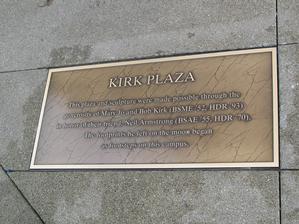 KIRK PLAZA
This plaza and sculpture were made possible through the
generosity of Mary Jo and Bob Kirk (BSME '52, HDR '93)
in honor of their friend, Neil Armstrong (BSAE '55, HDR '70).
The footprints he left on the moon began
as footsteps on this campus.